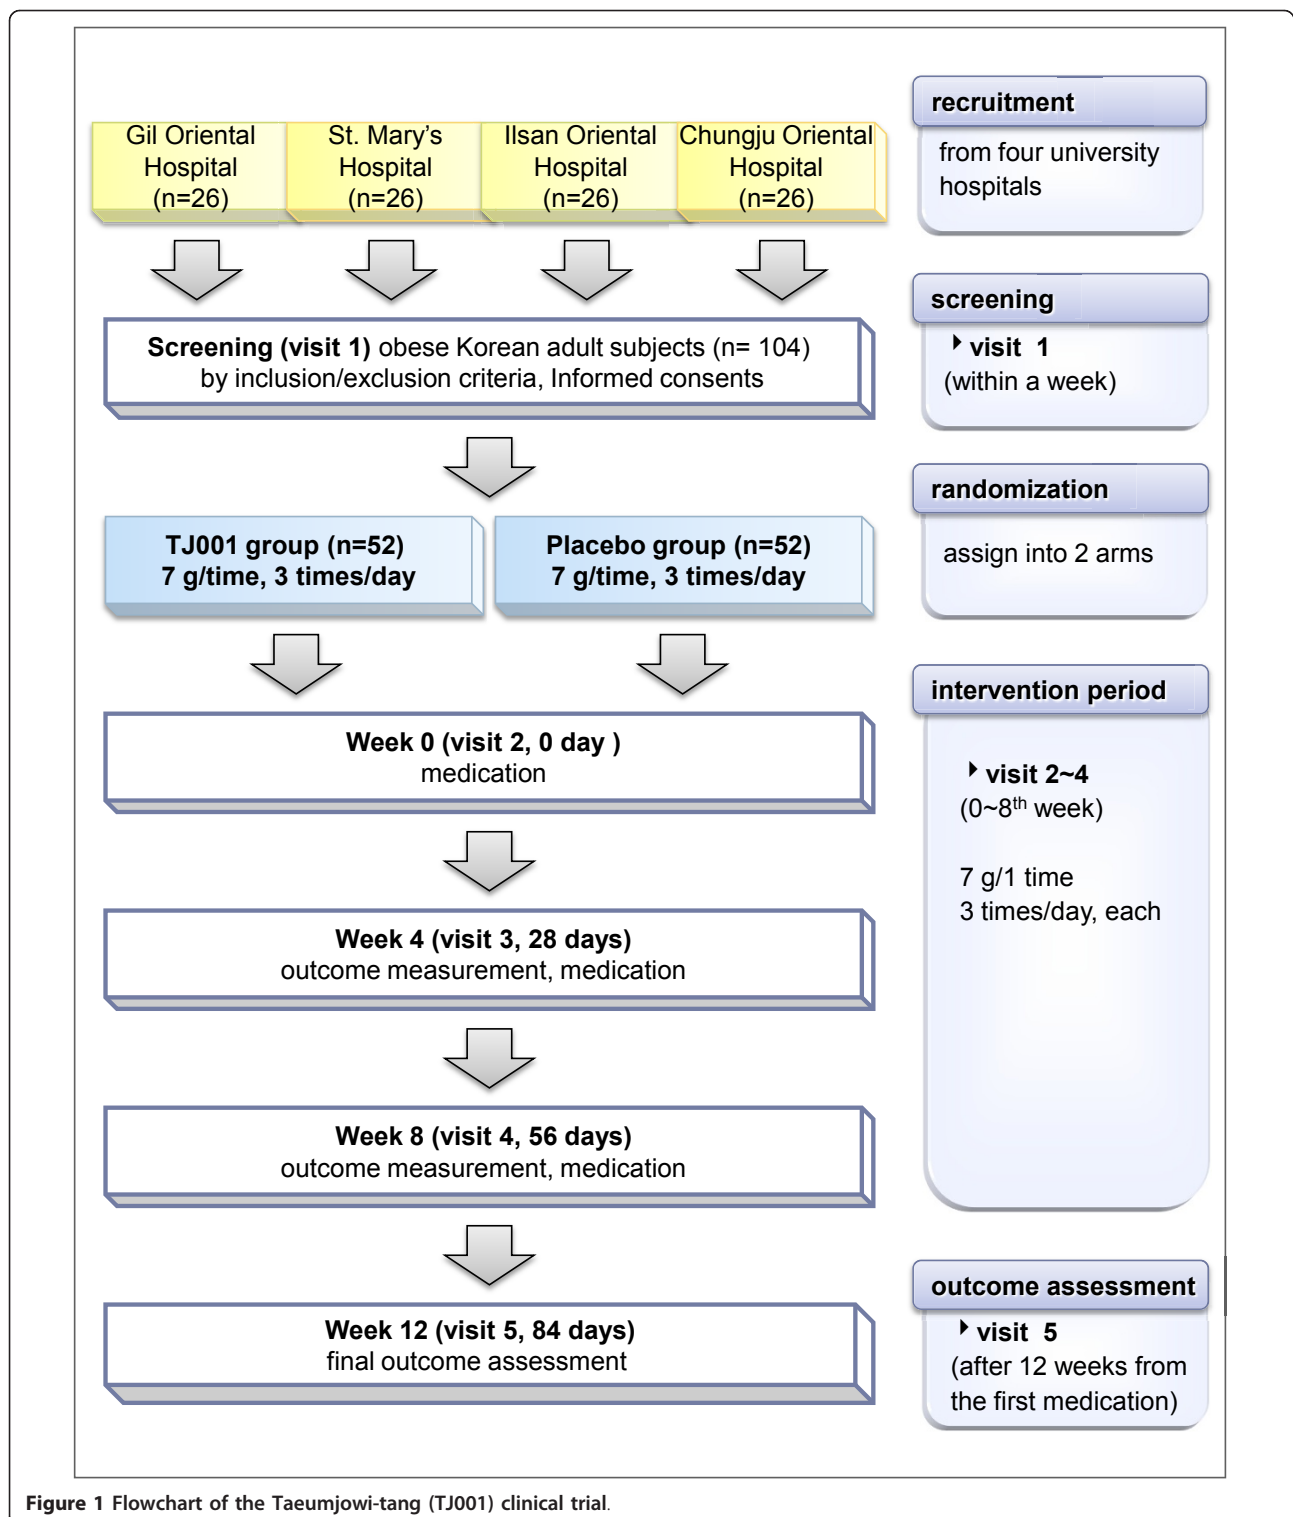 Gil Oriental
Hospital
(n=26)
St. Mary's
Hospital
(n=26)
Ilsan Oriental
Hospital
(n=26)
Chungju Oriental
Hospital
(n=26)
recruitment
from four university
hospitals
Screening (visit 1) obese Korean adult subjects (n= 104)
by inclusion/exclusion criteria, Informed consents
screening
visit 1
(within a week)
TJ001 group (n=52)
7 g/time, 3 times/day
Placebo group (n=52)
7 g/time, 3 times/day
randomization
assign into 2 arms
Week 0 (visit 2, 0 day )
medication
Week 4 (visit 3, 28 days)
outcome measurement, medication
Week 8 (visit 4, 56 days)
outcome measurement, medication
intervention period
visit 2~4
(0~8th week)
7 g/1 time
3 times/day, each
Week 12 (visit 5, 84 days)
final outcome assessment
outcome assessment
visit 5
(after 12 weeks from
the first medication)
Figure 1 Flowchart of the Taeumjowi-tang (TJ001) clinical trial.